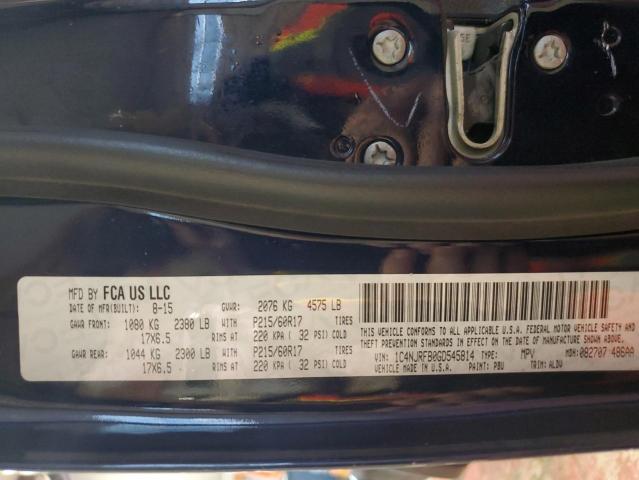 SE
MFD BY FCA US LLC
DATE OF MFR(BUILT): 8-15 GVWR: 2076 KG 4575 LB
GAWR FRONT: 1080 KG 2380 LB WITH P215/60R17 TIRES
17X6.5 RIMS AT 220 KPA ( 32 PSI) COLD
GAWR REAR: 1044 KG 2300 LB WITH P215/60R17 TIRES
17X6.5 RIMS AT 220 KPA ( 32 PSI) COLD
THIS VEHICLE CONFORMS TO ALL APPLICABLE U.S.A. FEDERAL MOTOR VEHICLE SAFETY, BUMPER AND
THEFT PREVENTION STANDARDS IN EFFECT ON THE DATE OF MANUFACTURE SHOWN ABOVE.
VIN: 1C4NJRFB0GD545814 TYPE: MPV MDH: 082707 486AA
VEHICLE MADE IN U.S.A. PAINT: PBU TRIM: ALDV